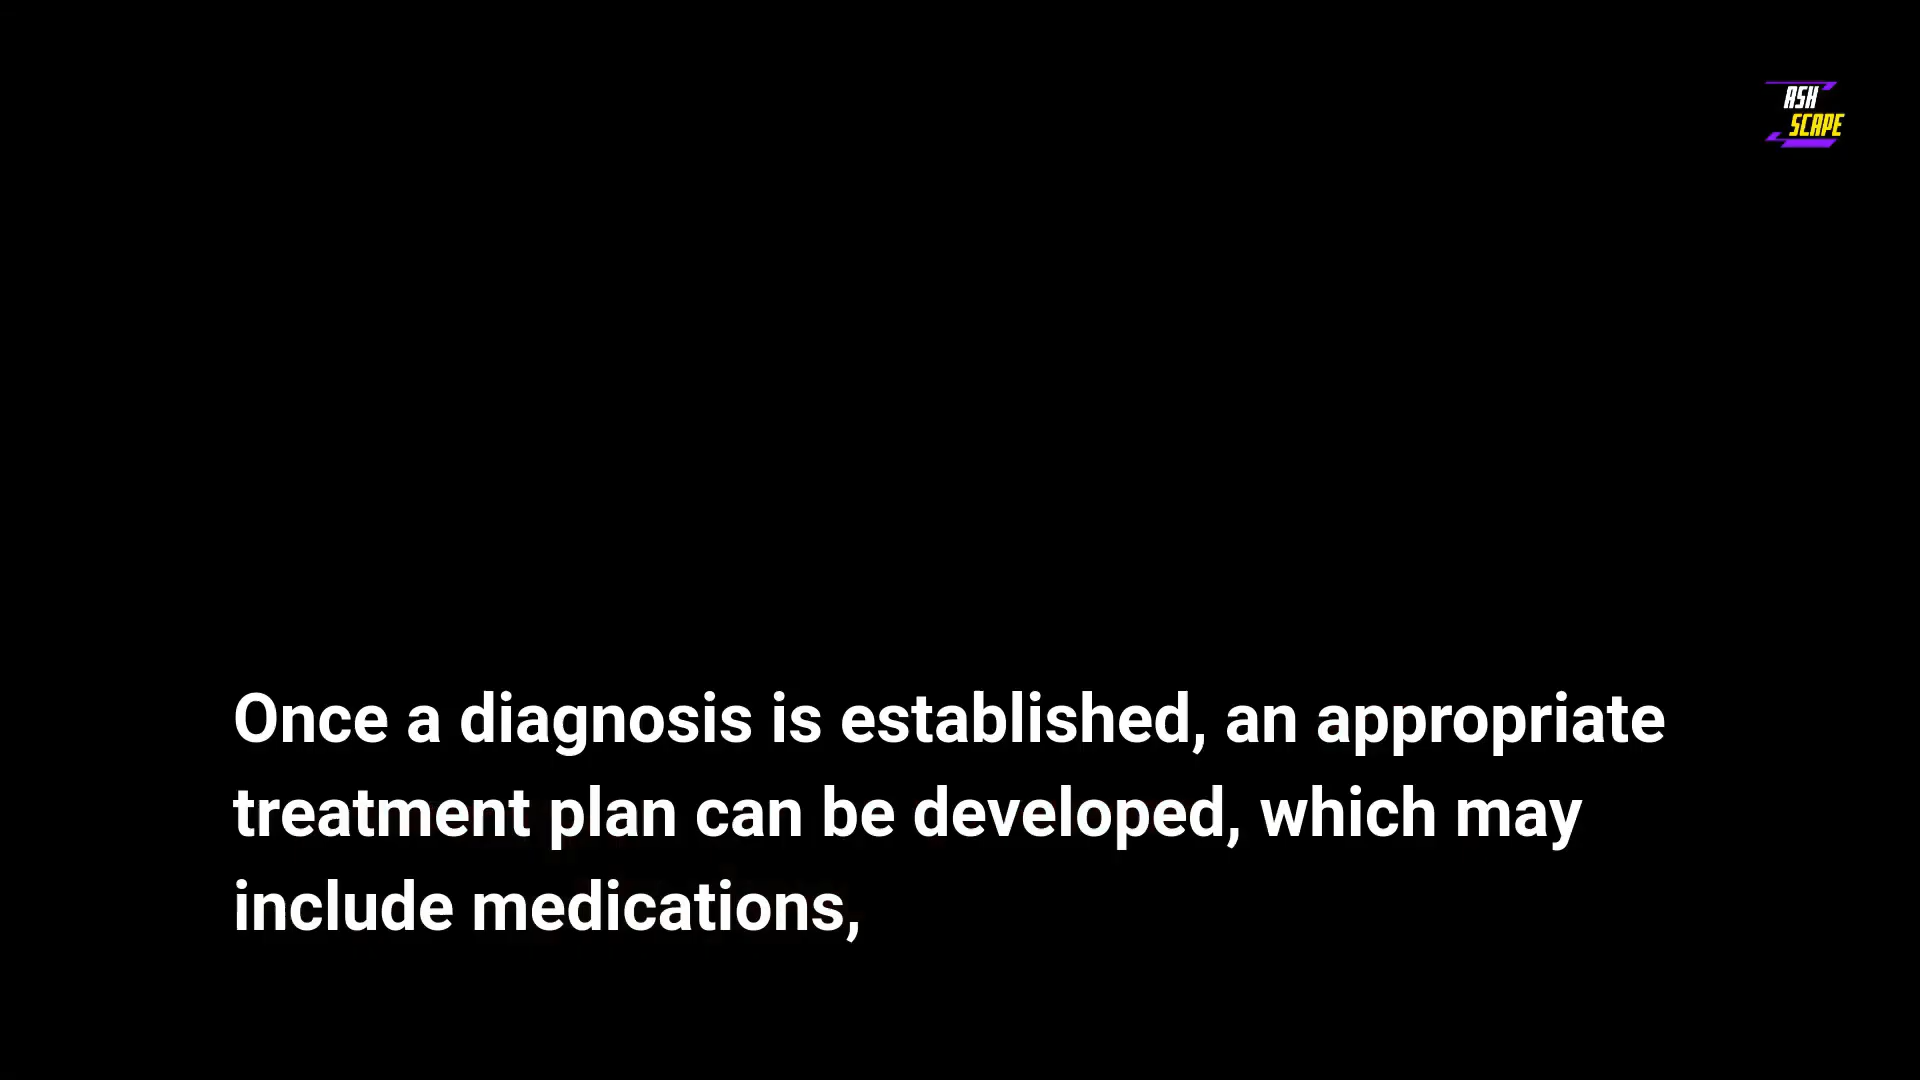 ASH
SCAPE
Once a diagnosis is established, an appropriate
treatment plan can be developed, which may
include medications,